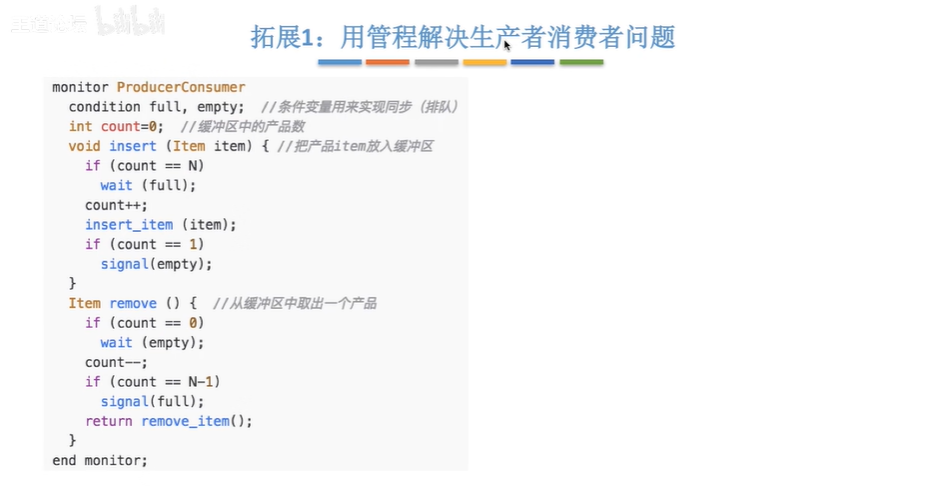 拓展1：用管程解决生产者消费者问题
monitor ProducerConsumer
condition full, empty; //条件变量用来实现同步（排队）
int count=0; //缓冲区中的产品数
void insert (Item item) { //把产品item放入缓冲区
if (count == N)
wait (full);
count++;
insert_item (item);
if (count == 1)
signal(empty);
}
Item remove () { //从缓冲区中取出一个产品
if (count == 0)
wait (empty);
count--;
if (count == N-1)
signal(full);
return remove_item();
}
end monitor;